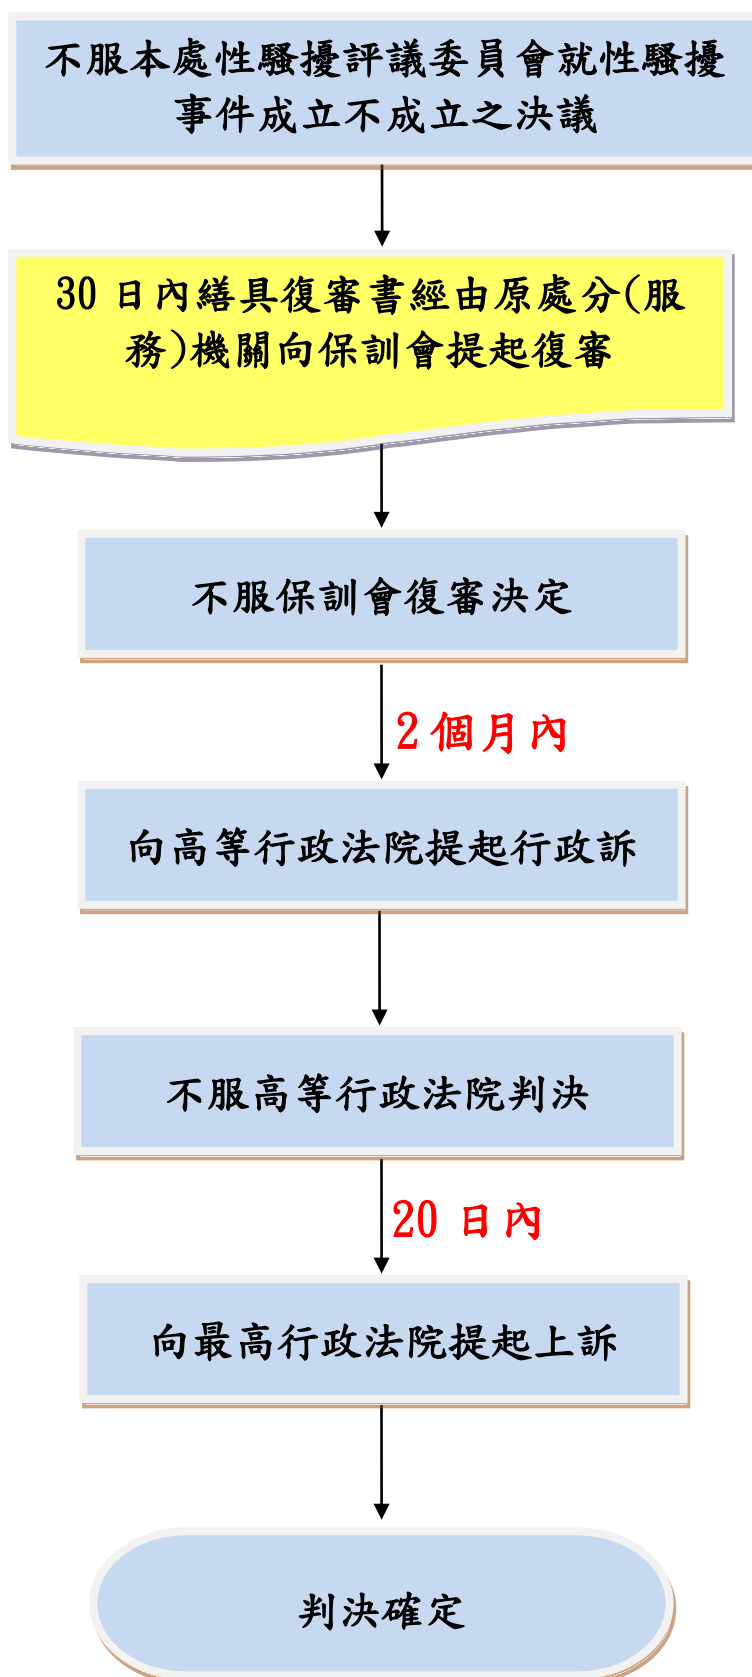 不服本處性騷擾評議委員會就性騷擾
事件成立不成立之決議
30 日內繕具復審書經由原處分(服
務)機關向保訓會提起復審
不服保訓會復審決定
2 個月內
向高等行政法院提起行政訴
不服高等行政法院判決
20 日內
向最高行政法院提起上訴
判決確定